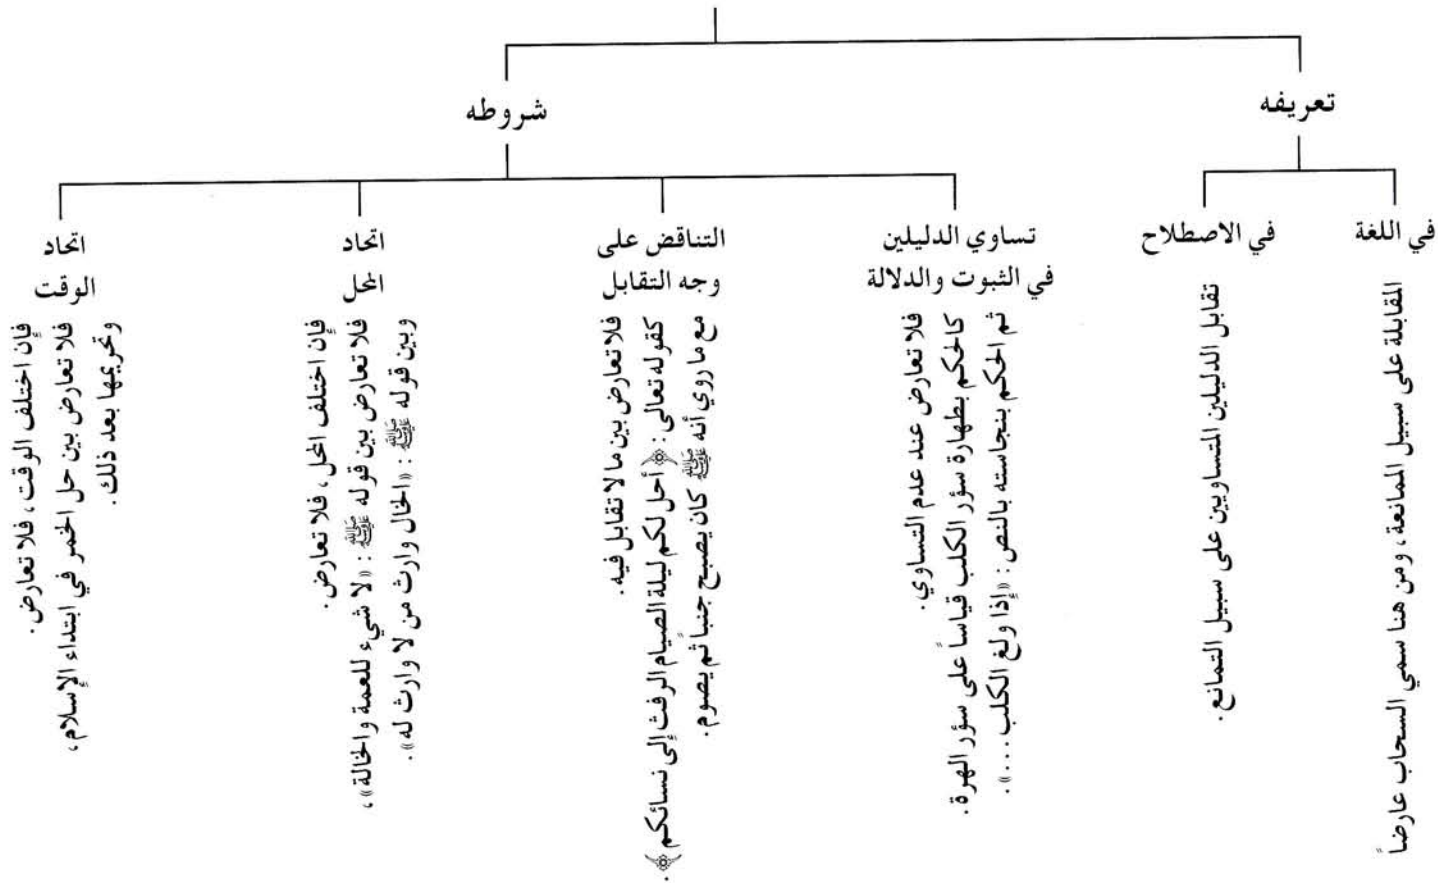 تعريفه
في اللغة
المقابلة على سبيل الممانعة، ومن هنا سمي السحاب عارضاً
في الاصطلاح
تقابل الدليلين المتساويين على سبيل التمانع.
شروطه
تساوي الدليلين
في الثبوت والدلالة
فلا تعارض عند عدم التساوي.
كالحكم بطهارة سؤر الكلب قياساً على سؤر الهرة.
ثم الحكم بنجاسته بالنص: «إذا ولغ الكلب...».
التناقض على
وجه التقابل
فلا تعارض بين ما لا تقابل فيه.
كقوله تعالى: ﴿أحل لكم ليلة الصيام الرفث إلى نسائكم﴾.
مع ما روي أنه ﷺ كان يصبح جنباً ثم يصوم.
اتحاد
المحل
فإن اختلف المحل، فلا تعارض.
فلا تعارض بين قوله ﷺ: «لا شيء للعمة والخالة»،
وبين قوله ﷺ: «الخال وارث من لا وارث له».
اتحاد
الوقت
فإن اختلف الوقت، فلا تعارض.
فلا تعارض بين حل الخمر في ابتداء الإسلام،
وتحريمها بعد ذلك.